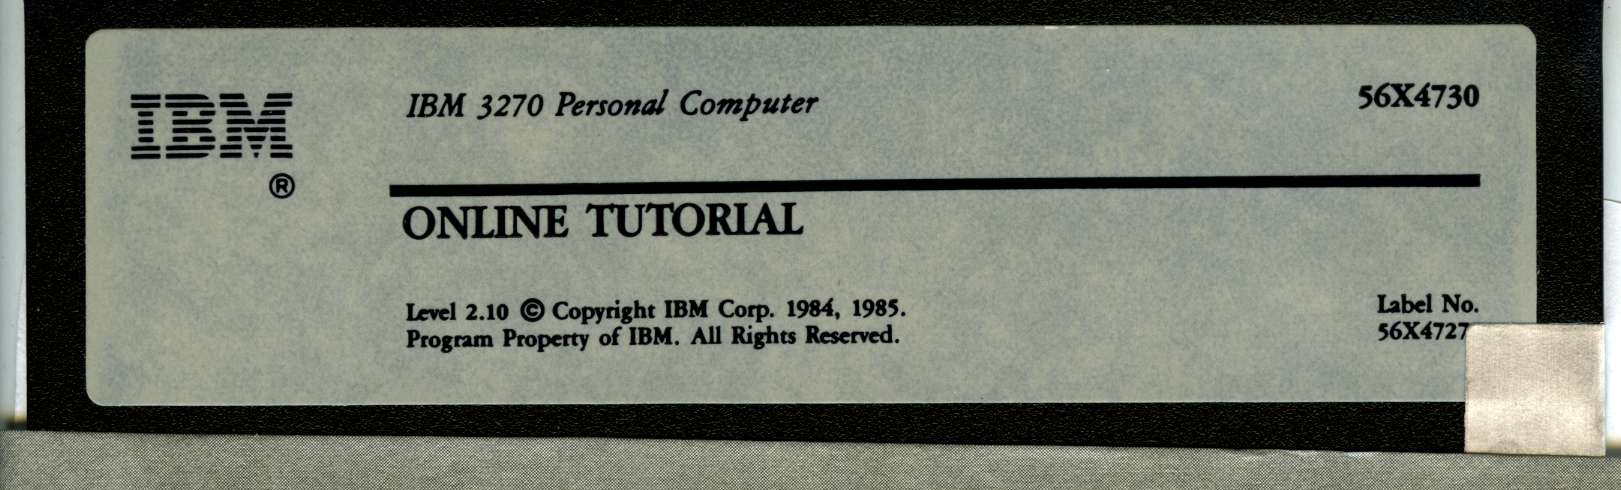 IBM
®
IBM 3270 Personal Computer
56X4730
ONLINE TUTORIAL
Level 2.10 © Copyright IBM Corp. 1984, 1985.
Program Property of IBM. All Rights Reserved.
Label No.
56X4727